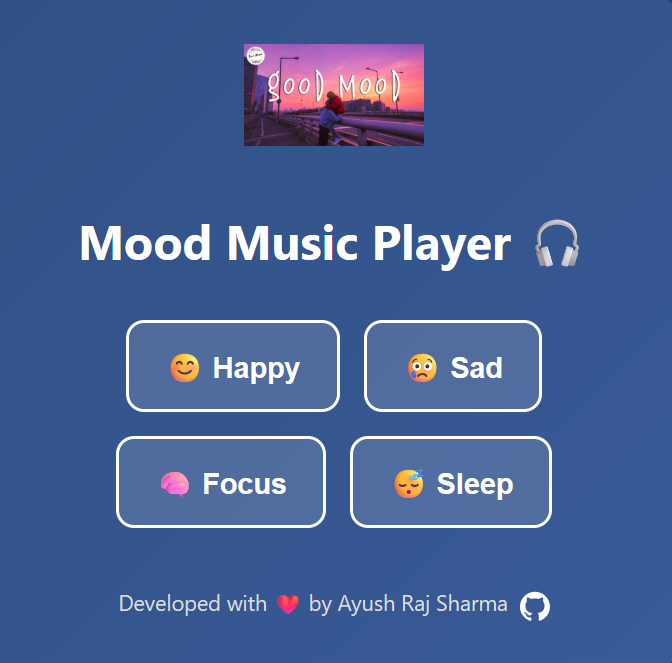 gooD MooD
Mood Music Player 🎧
😊 Happy
😢 Sad
🧠 Focus
😴 Sleep
Developed with ❤️ by Ayush Raj Sharma